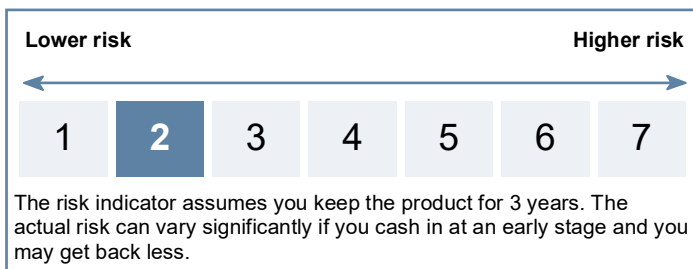 Lower risk Higher risk
1 2 3 4 5 6 7
The risk indicator assumes you keep the product for 3 years. The
actual risk can vary significantly if you cash in at an early stage and you
may get back less.